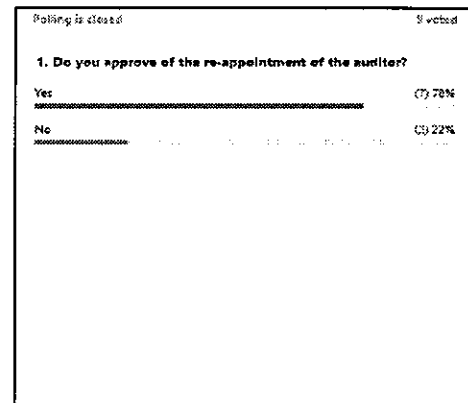 Polling is closed 9 voted
1. Do you approve of the re-appointment of the auditor?
Yes (7) 78%
No (2) 22%